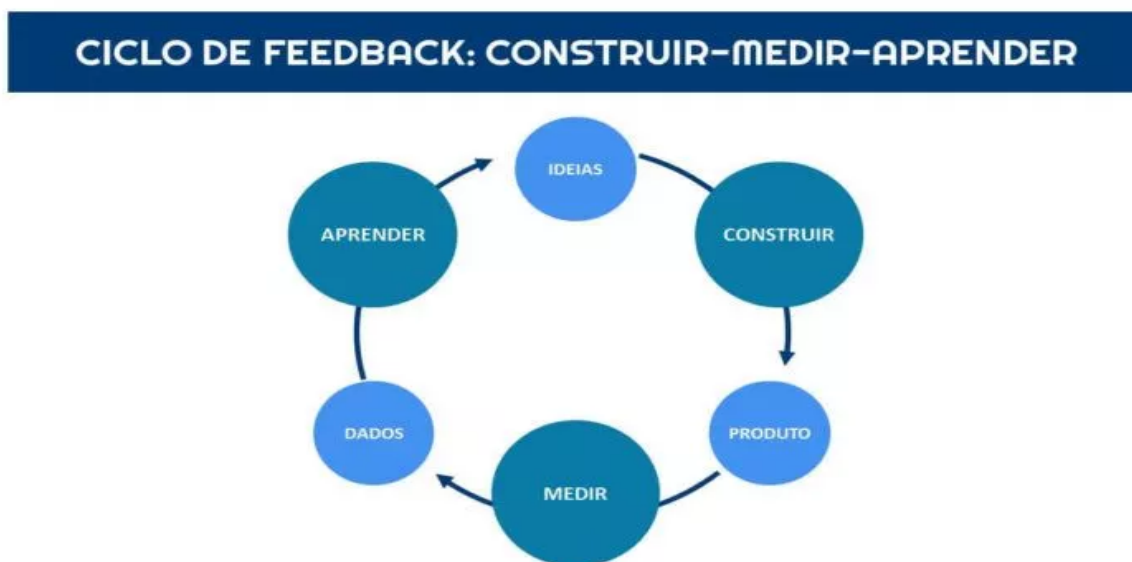 CICLO DE FEEDBACK: CONSTRUIR-MEDIR-APRENDER
IDEIAS
CONSTRUIR
PRODUTO
MEDIR
DADOS
APRENDER